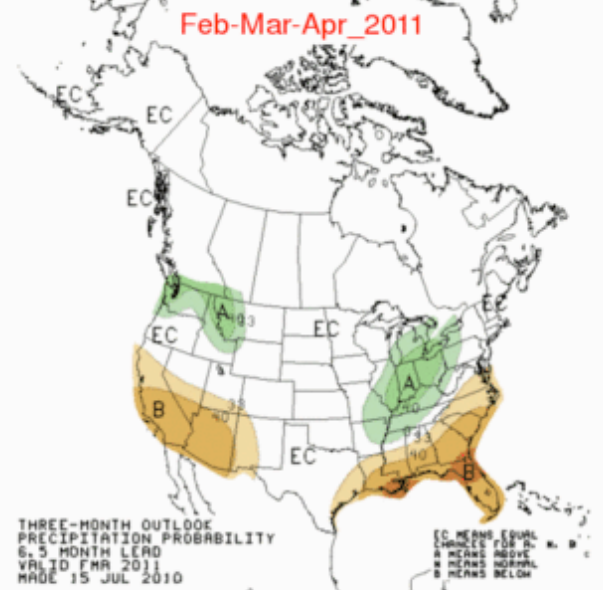 Feb-Mar-Apr_2011
EC
EC
EC
A
EC
EC
EC
B
A
40
33
40
33
40
EC
B
THREE-MONTH OUTLOOK
PRECIPITATION PROBABILITY
6.5 MONTH LEAD
VALID FMA 2011
MADE 15 JUL 2010
EC MEANS EQUAL
CHANCES FOR A, N, B
A MEANS ABOVE
N MEANS NORMAL
B MEANS BELOW